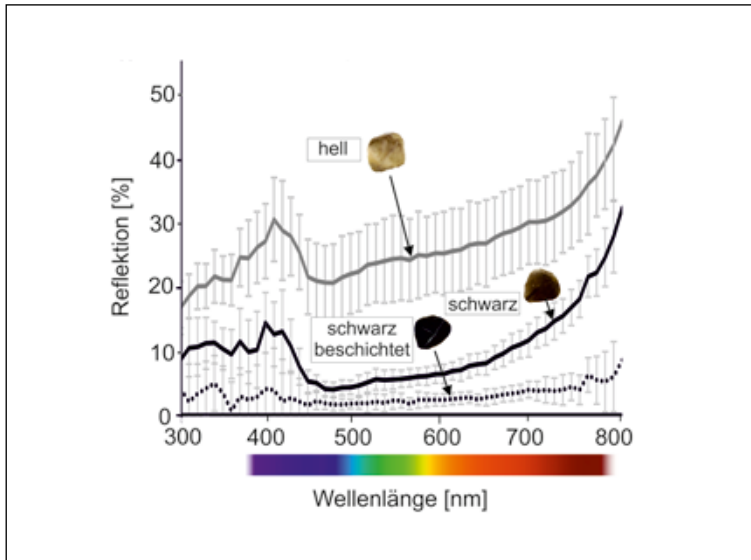 50
40
30
20
10
0
Reflektion [%]
hell
schwarz
schwarz
beschichtet
300 400 500 600 700 800
Wellenlänge [nm]